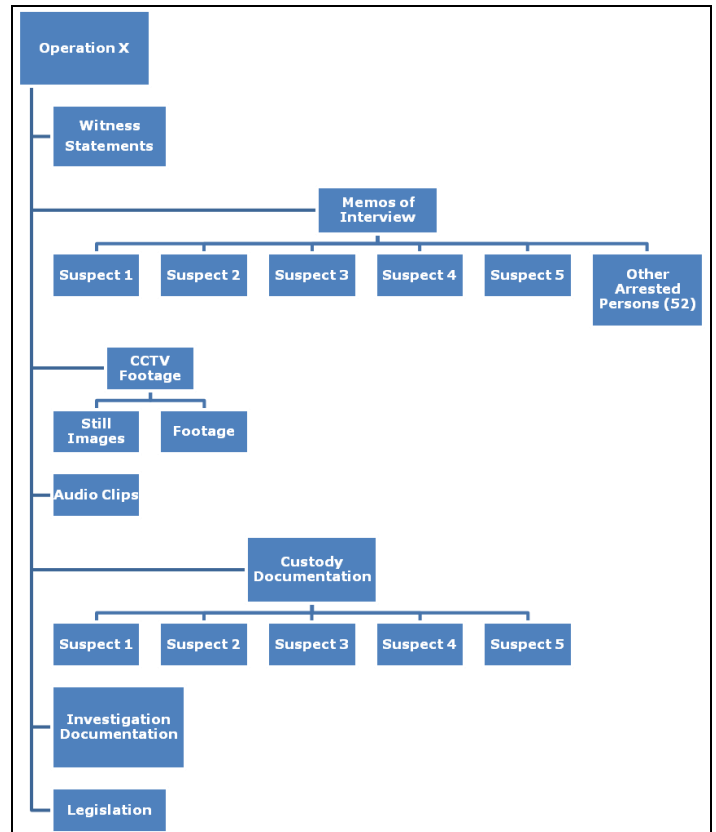 Operation X
Witness
Statements
Memos of
Interview
Suspect 1
Suspect 2
Suspect 3
Suspect 4
Suspect 5
Other
Arrested
Persons (52)
CCTV
Footage
Still
Images
Footage
Audio Clips
Custody
Documentation
Suspect 1
Suspect 2
Suspect 3
Suspect 4
Suspect 5
Investigation
Documentation
Legislation